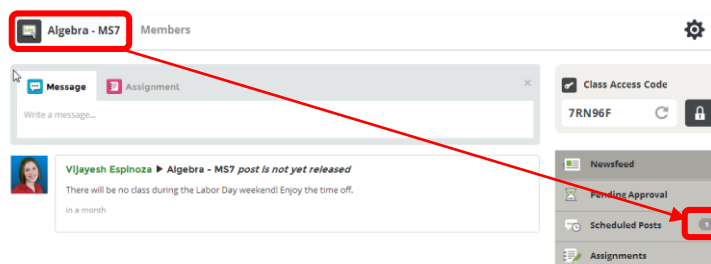 Algebra - MS7 Members
Message Assignment ×
Write a message...
Vijayesh Espinoza ▶ Algebra - MS7 post is not yet released
There will be no class during the Labor Day weekend! Enjoy the time off.
in a month
Class Access Code
7RN96F
Newsfeed
Pending Approval
Scheduled Posts 1
Assignments